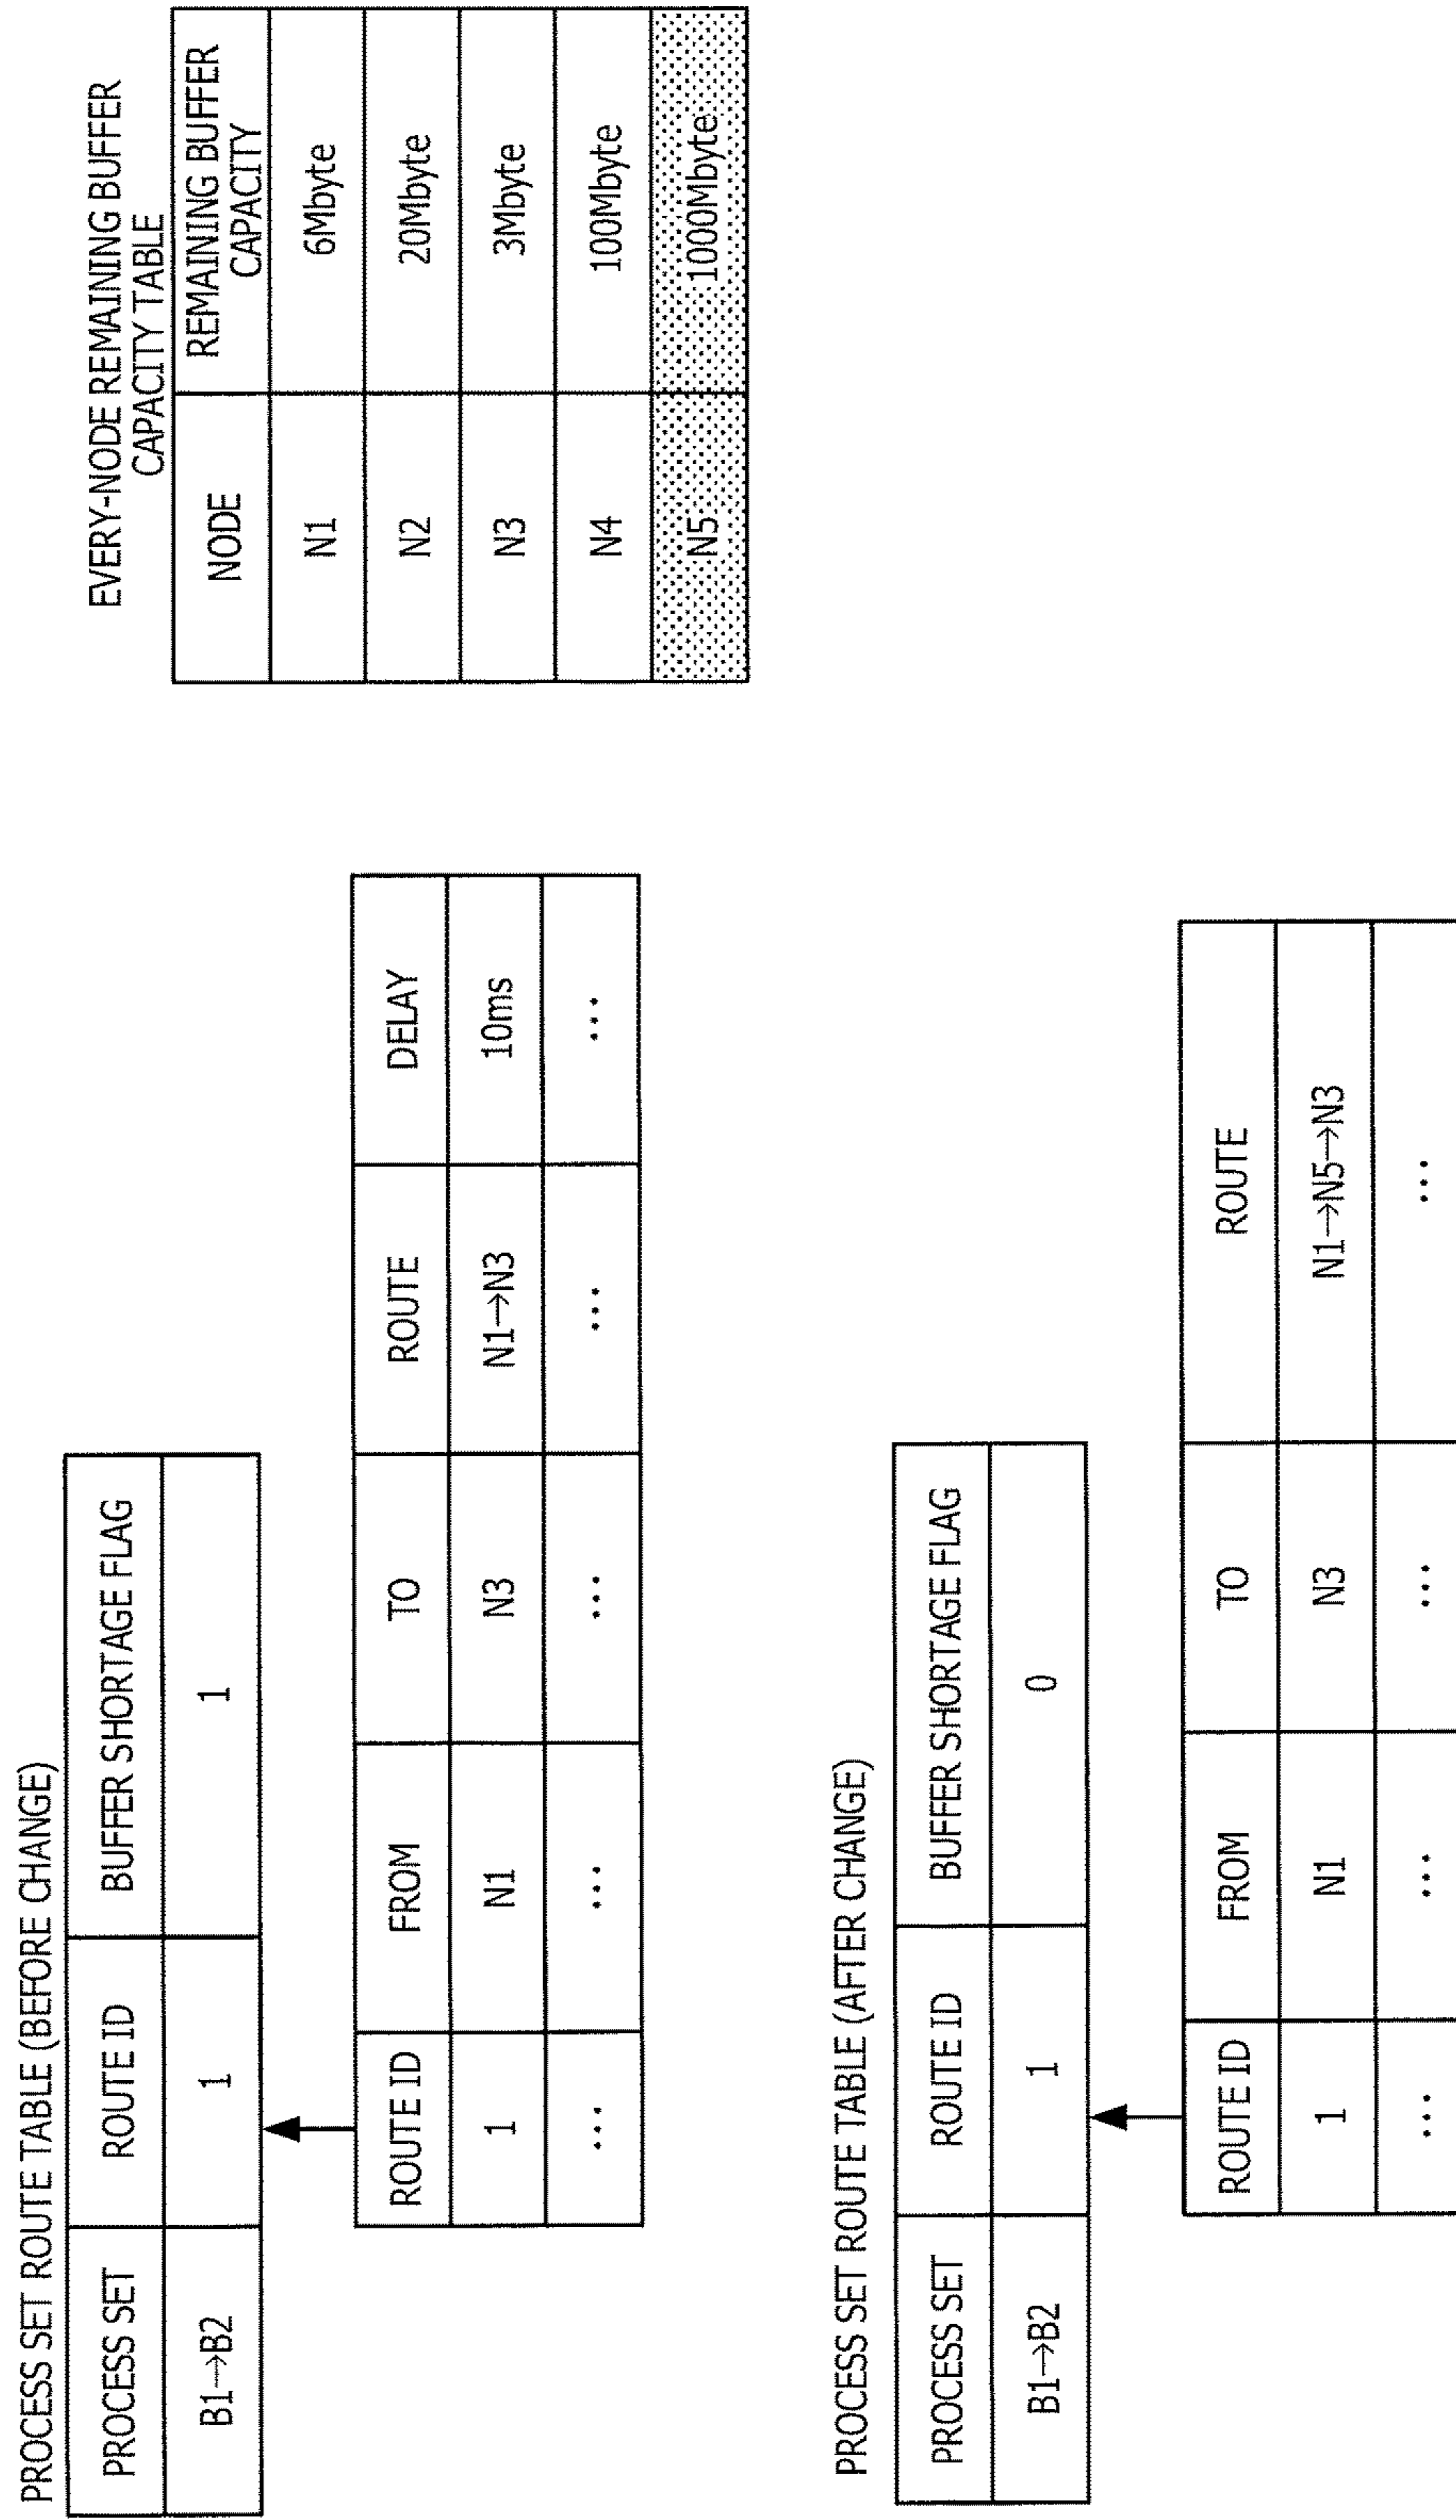 PROCESS SET ROUTE TABLE (BEFORE CHANGE)
PROCESS SET ROUTE ID BUFFER SHORTAGE FLAG
B1→B2 1 1
ROUTE ID FROM TO ROUTE DELAY
1 N1 N3 N1→N3 10ms
... ... ... ... ...
EVERY-NODE REMAINING BUFFER
CAPACITY TABLE
NODE REMAINING BUFFER
CAPACITY
N1 6Mbyte
N2 20Mbyte
N3 3Mbyte
N4 100Mbyte
N5 1000Mbyte
PROCESS SET ROUTE TABLE (AFTER CHANGE)
PROCESS SET ROUTE ID BUFFER SHORTAGE FLAG
B1→B2 1 0
ROUTE ID FROM TO ROUTE
1 N1 N3 N1→N5→N3
... ... ... ...